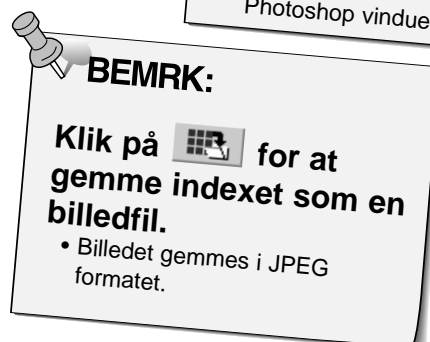 Photoshop vindue
BEMRK:
Klik på for at
gemme indexet som en
billedfil.
• Billedet gemmes i JPEG
formatet.